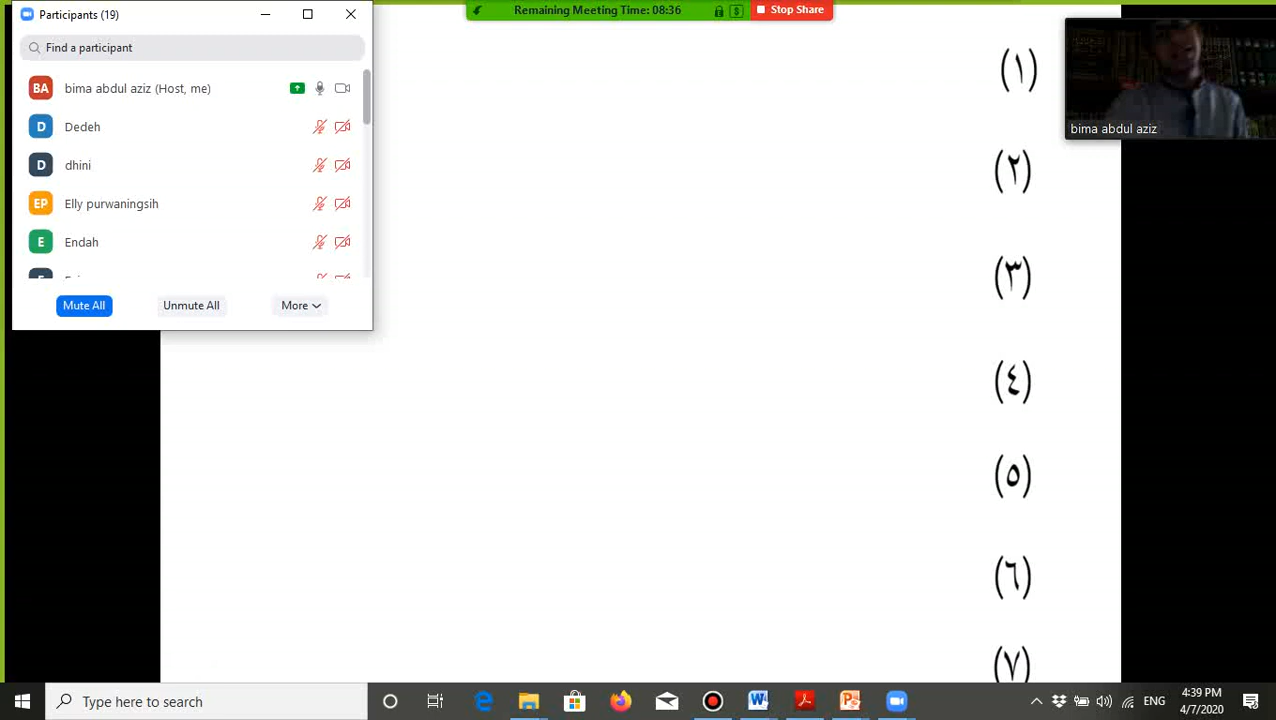 Participants (19)
Find a participant
BA bima abdul aziz (Host, me)
D Dedeh
D dhini
EP Elly purwaningsih
E Endah
Mute All Unmute All More
Remaining Meeting Time: 08:36 Stop Share
bima abdul aziz
(١)
(٢)
(٣)
(٤)
(٥)
(٦)
(٧)
Type here to search
ENG
4:39 PM
4/7/2020